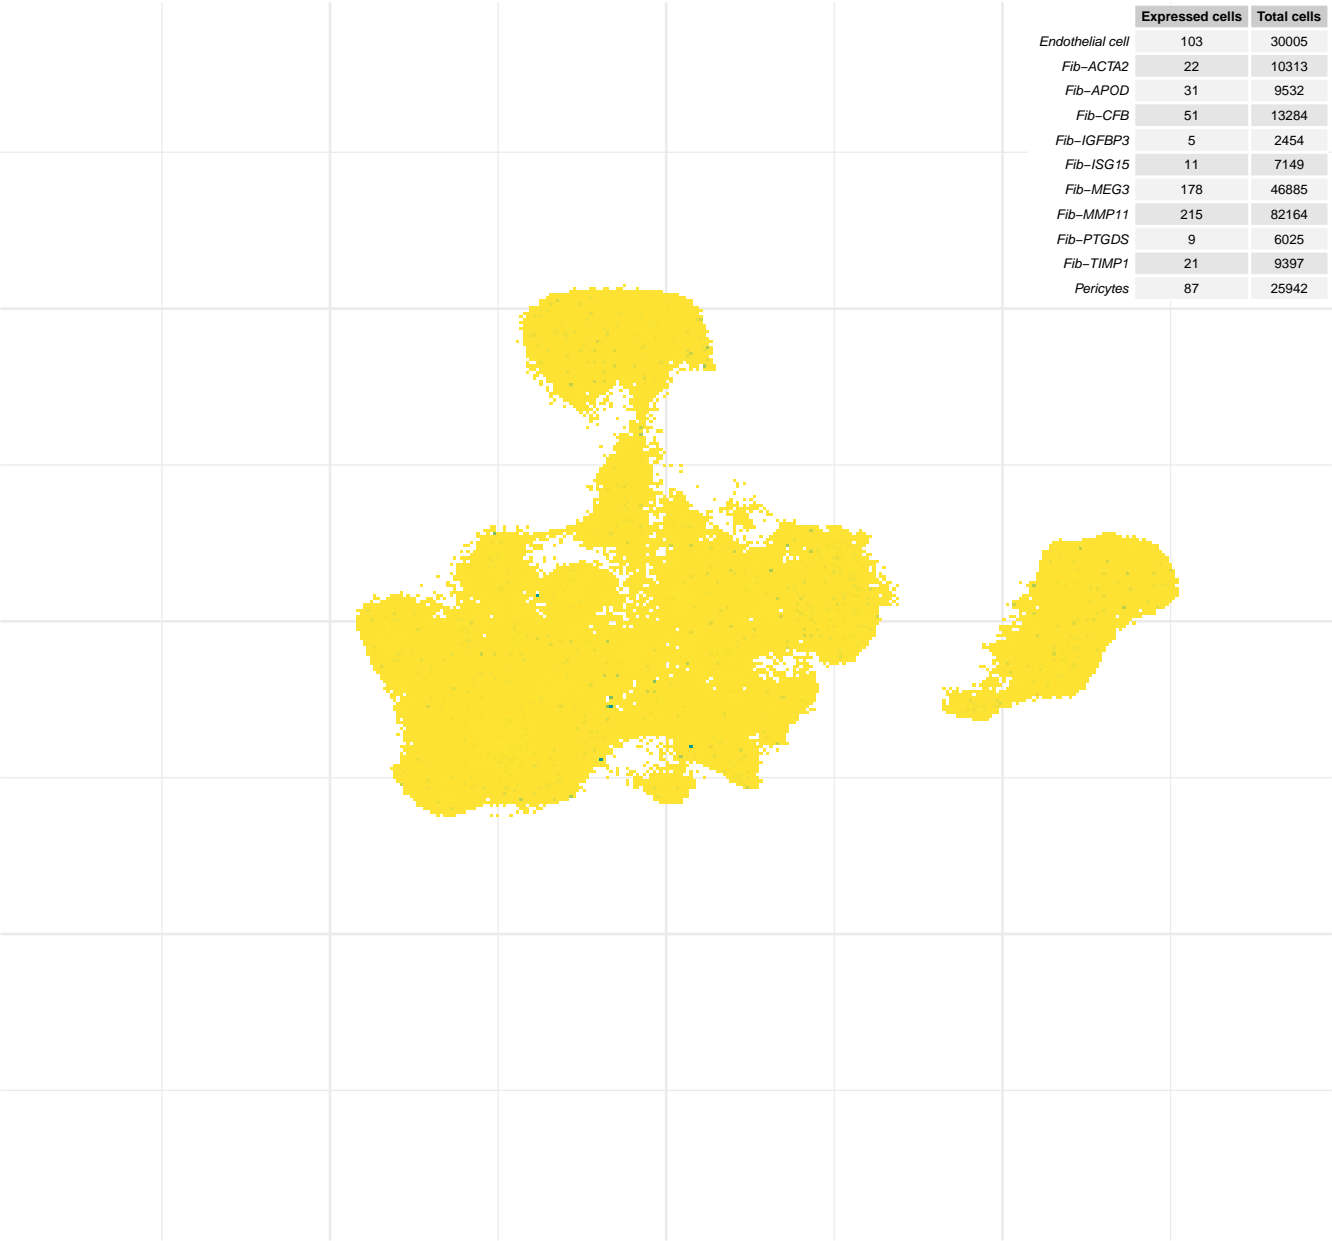 Expressed cells Total cells
Endothelial cell 103 30005
Fib−ACTA2 22 10313
Fib−APOD 31 9532
Fib−CFB 51 13284
Fib−IGFBP3 5 2454
Fib−ISG15 11 7149
Fib−MEG3 178 46885
Fib−MMP11 215 82164
Fib−PTGDS 9 6025
Fib−TIMP1 21 9397
Pericytes 87 25942